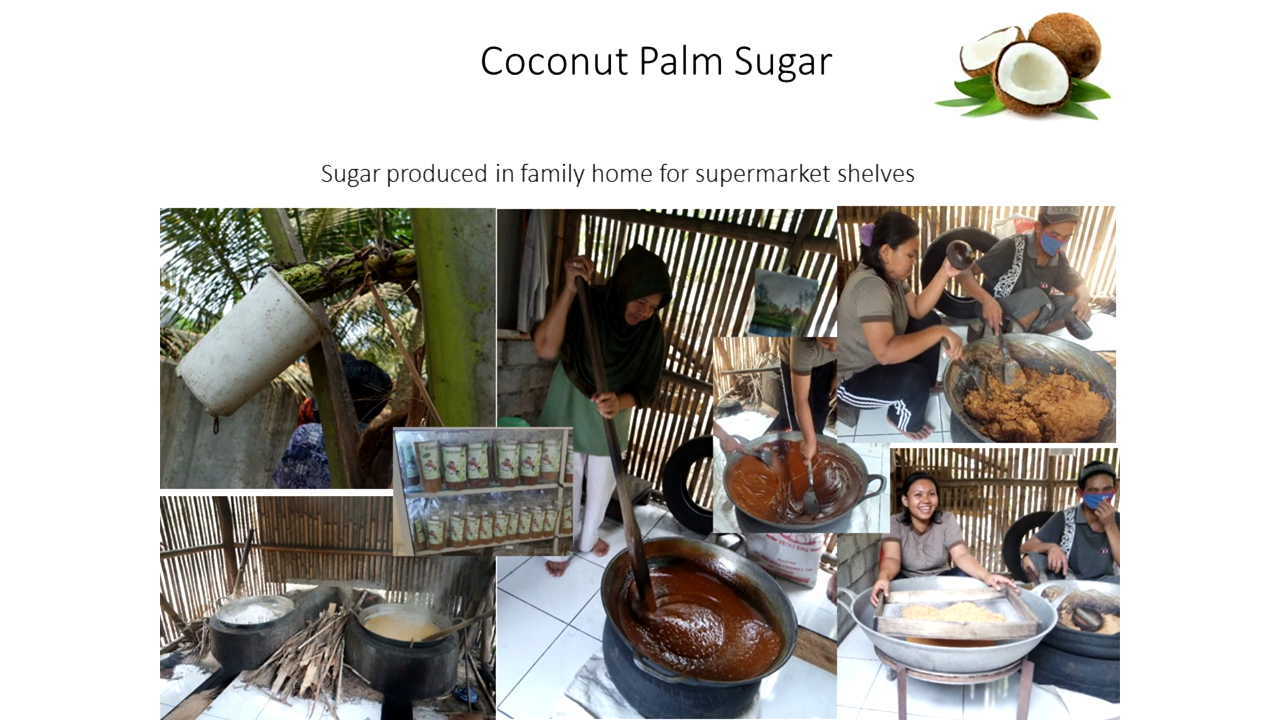 Coconut Palm Sugar
Sugar produced in family home for supermarket shelves